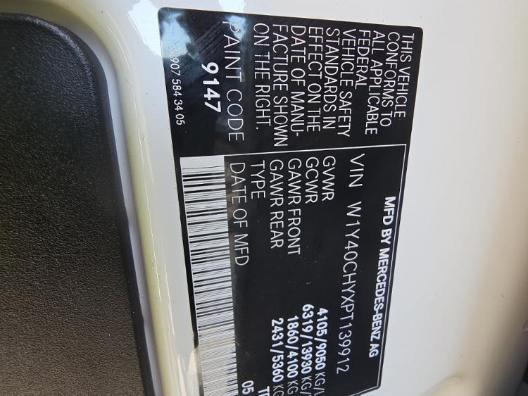 MFD BY MERCEDES-BENZ AG
VIN W1Y40CHYXPT139912
GVWR 4105/9050 KG/
GCWR 6319/13930 KG/
GAWR FRONT 1860/4100 KG
GAWR REAR 2431/5360 KG
TYPE
DATE OF MFD 05
THIS VEHICLE
CONFORMS TO
ALL APPLICABLE
FEDERAL
VEHICLE SAFETY
STANDARDS IN
EFFECT ON THE
DATE OF MANU-
FACTURE SHOWN
ON THE RIGHT.
PAINT CODE
9147
907 584 34 05